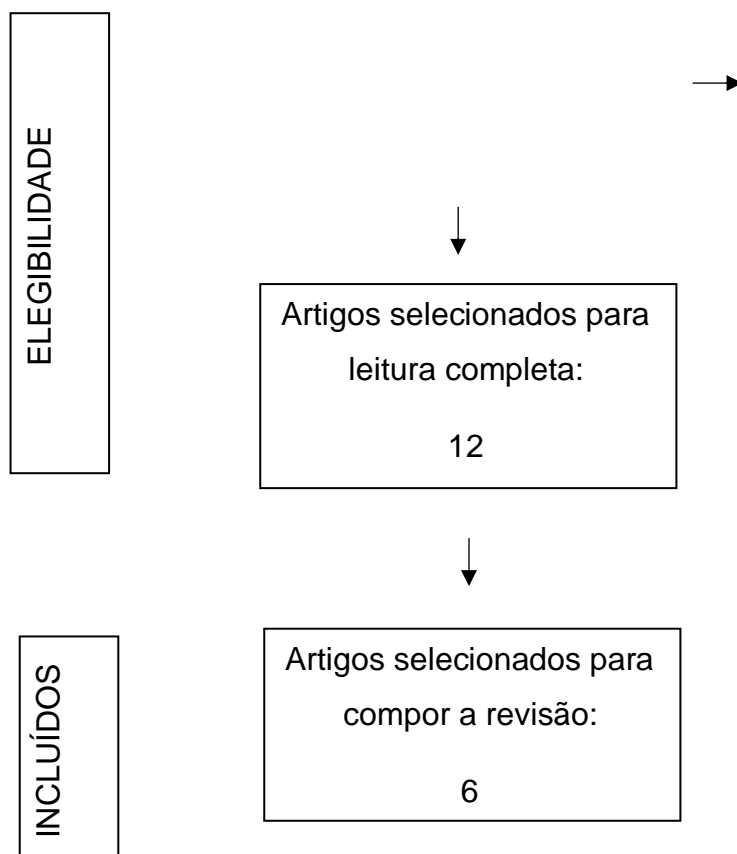 ELEGIBILIDADE
Artigos selecionados para
leitura completa:
12
INCLUÍDOS
Artigos selecionados para
compor a revisão:
6